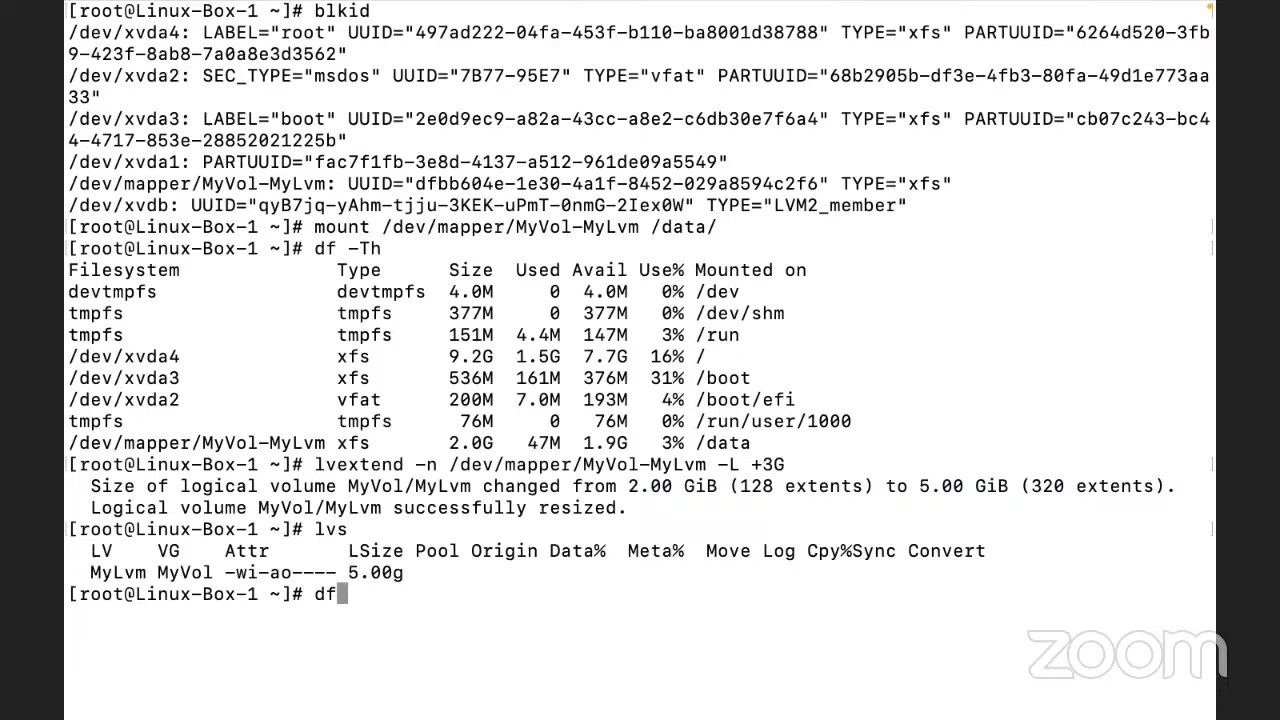 [root@Linux-Box-1 ~]# blkid
/dev/xvda4: LABEL="root" UUID="497ad222-04fa-453f-b110-ba8001d38788" TYPE="xfs" PARTUUID="6264d520-3fb
9-423f-8ab8-7a0a8e3d3562"
/dev/xvda2: SEC_TYPE="msdos" UUID="7B77-95E7" TYPE="vfat" PARTUUID="68b2905b-df3e-4fb3-80fa-49d1e773aa
33"
/dev/xvda3: LABEL="boot" UUID="2e0d9ec9-a82a-43cc-a8e2-c6db30e7f6a4" TYPE="xfs" PARTUUID="cb07c243-bc4
4-4717-853e-28852021225b"
/dev/xvda1: PARTUUID="fac7f1fb-3e8d-4137-a512-961de09a5549"
/dev/mapper/MyVol-MyLvm: UUID="dfbb604e-1e30-4a1f-8452-029a8594c2f6" TYPE="xfs"
/dev/xvdb: UUID="qyB7jq-yAhm-tjju-3KEK-uPmT-0nmG-2Iex0W" TYPE="LVM2_member"
[root@Linux-Box-1 ~]# mount /dev/mapper/MyVol-MyLvm /data/
[root@Linux-Box-1 ~]# df -Th
Filesystem              Type      Size  Used Avail Use% Mounted on
devtmpfs                devtmpfs  4.0M     0  4.0M   0% /dev
tmpfs                   tmpfs     377M     0  377M   0% /dev/shm
tmpfs                   tmpfs     151M  4.4M  147M   3% /run
/dev/xvda4              xfs       9.2G  1.5G  7.7G  16% /
/dev/xvda3              xfs       536M  161M  376M  31% /boot
/dev/xvda2              vfat      200M  7.0M  193M   4% /boot/efi
tmpfs                   tmpfs      76M     0   76M   0% /run/user/1000
/dev/mapper/MyVol-MyLvm xfs       2.0G   47M  1.9G   3% /data
[root@Linux-Box-1 ~]# lvextend -n /dev/mapper/MyVol-MyLvm -L +3G
  Size of logical volume MyVol/MyLvm changed from 2.00 GiB (128 extents) to 5.00 GiB (320 extents).
  Logical volume MyVol/MyLvm successfully resized.
[root@Linux-Box-1 ~]# lvs
  LV    VG    Attr       LSize Pool Origin Data%  Meta%  Move Log Cpy%Sync Convert
  MyLvm MyVol -wi-ao---- 5.00g
[root@Linux-Box-1 ~]# df
zoom